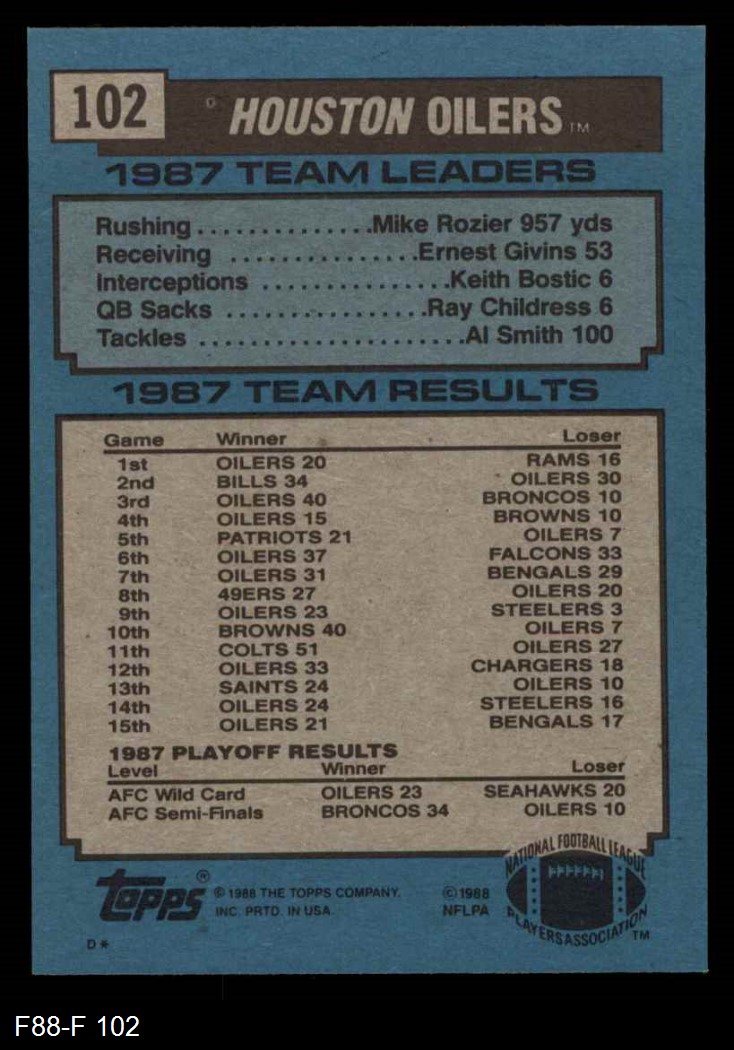 102 HOUSTON OILERS™
1987 TEAM LEADERS
Rushing..............Mike Rozier 957 yds
Receiving ...............Ernest Givins 53
Interceptions ...............Keith Bostic 6
QB Sacks ................Ray Childress 6
Tackles .....................Al Smith 100
1987 TEAM RESULTS
Game Winner Loser
1st OILERS 20 RAMS 16
2nd BILLS 34 OILERS 30
3rd OILERS 40 BRONCOS 10
4th OILERS 15 BROWNS 10
5th PATRIOTS 21 OILERS 7
6th OILERS 37 FALCONS 33
7th OILERS 31 BENGALS 29
8th 49ERS 27 OILERS 20
9th OILERS 23 STEELERS 3
10th BROWNS 40 OILERS 7
11th COLTS 51 OILERS 27
12th OILERS 33 CHARGERS 18
13th SAINTS 24 OILERS 10
14th OILERS 24 STEELERS 16
15th OILERS 21 BENGALS 17
1987 PLAYOFF RESULTS
Level Winner Loser
AFC Wild Card OILERS 23 SEAHAWKS 20
AFC Semi-Finals BRONCOS 34 OILERS 10
topps® © 1988 THE TOPPS COMPANY,
INC. PRTD. IN USA.
© 1988
NFLPA
NATIONAL FOOTBALL LEAGUE
PLAYERS ASSOCIATION ™
D*
F88-F 102